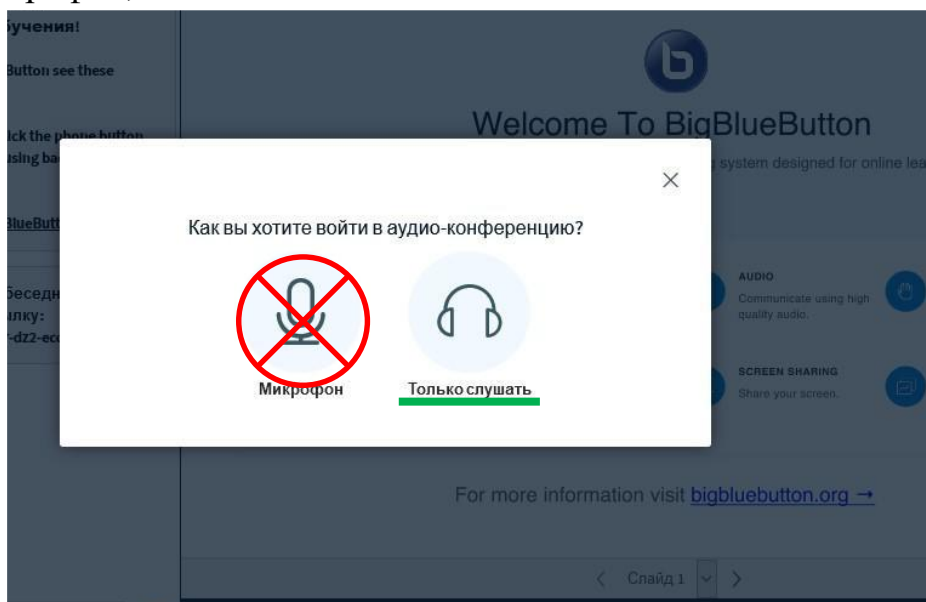 обучения!
Button see these
ick the phone button
using ba
BlueButt
беседн
лку:
-dz2-ec
Welcome To BigBlueButton
system designed for online lea
Как вы хотите войти в аудио-конференцию?
Микрофон
Только слушать
AUDIO
Communicate using high
quality audio.
SCREEN SHARING
Share your screen.
For more information visit bigbluebutton.org →
Слайд 1